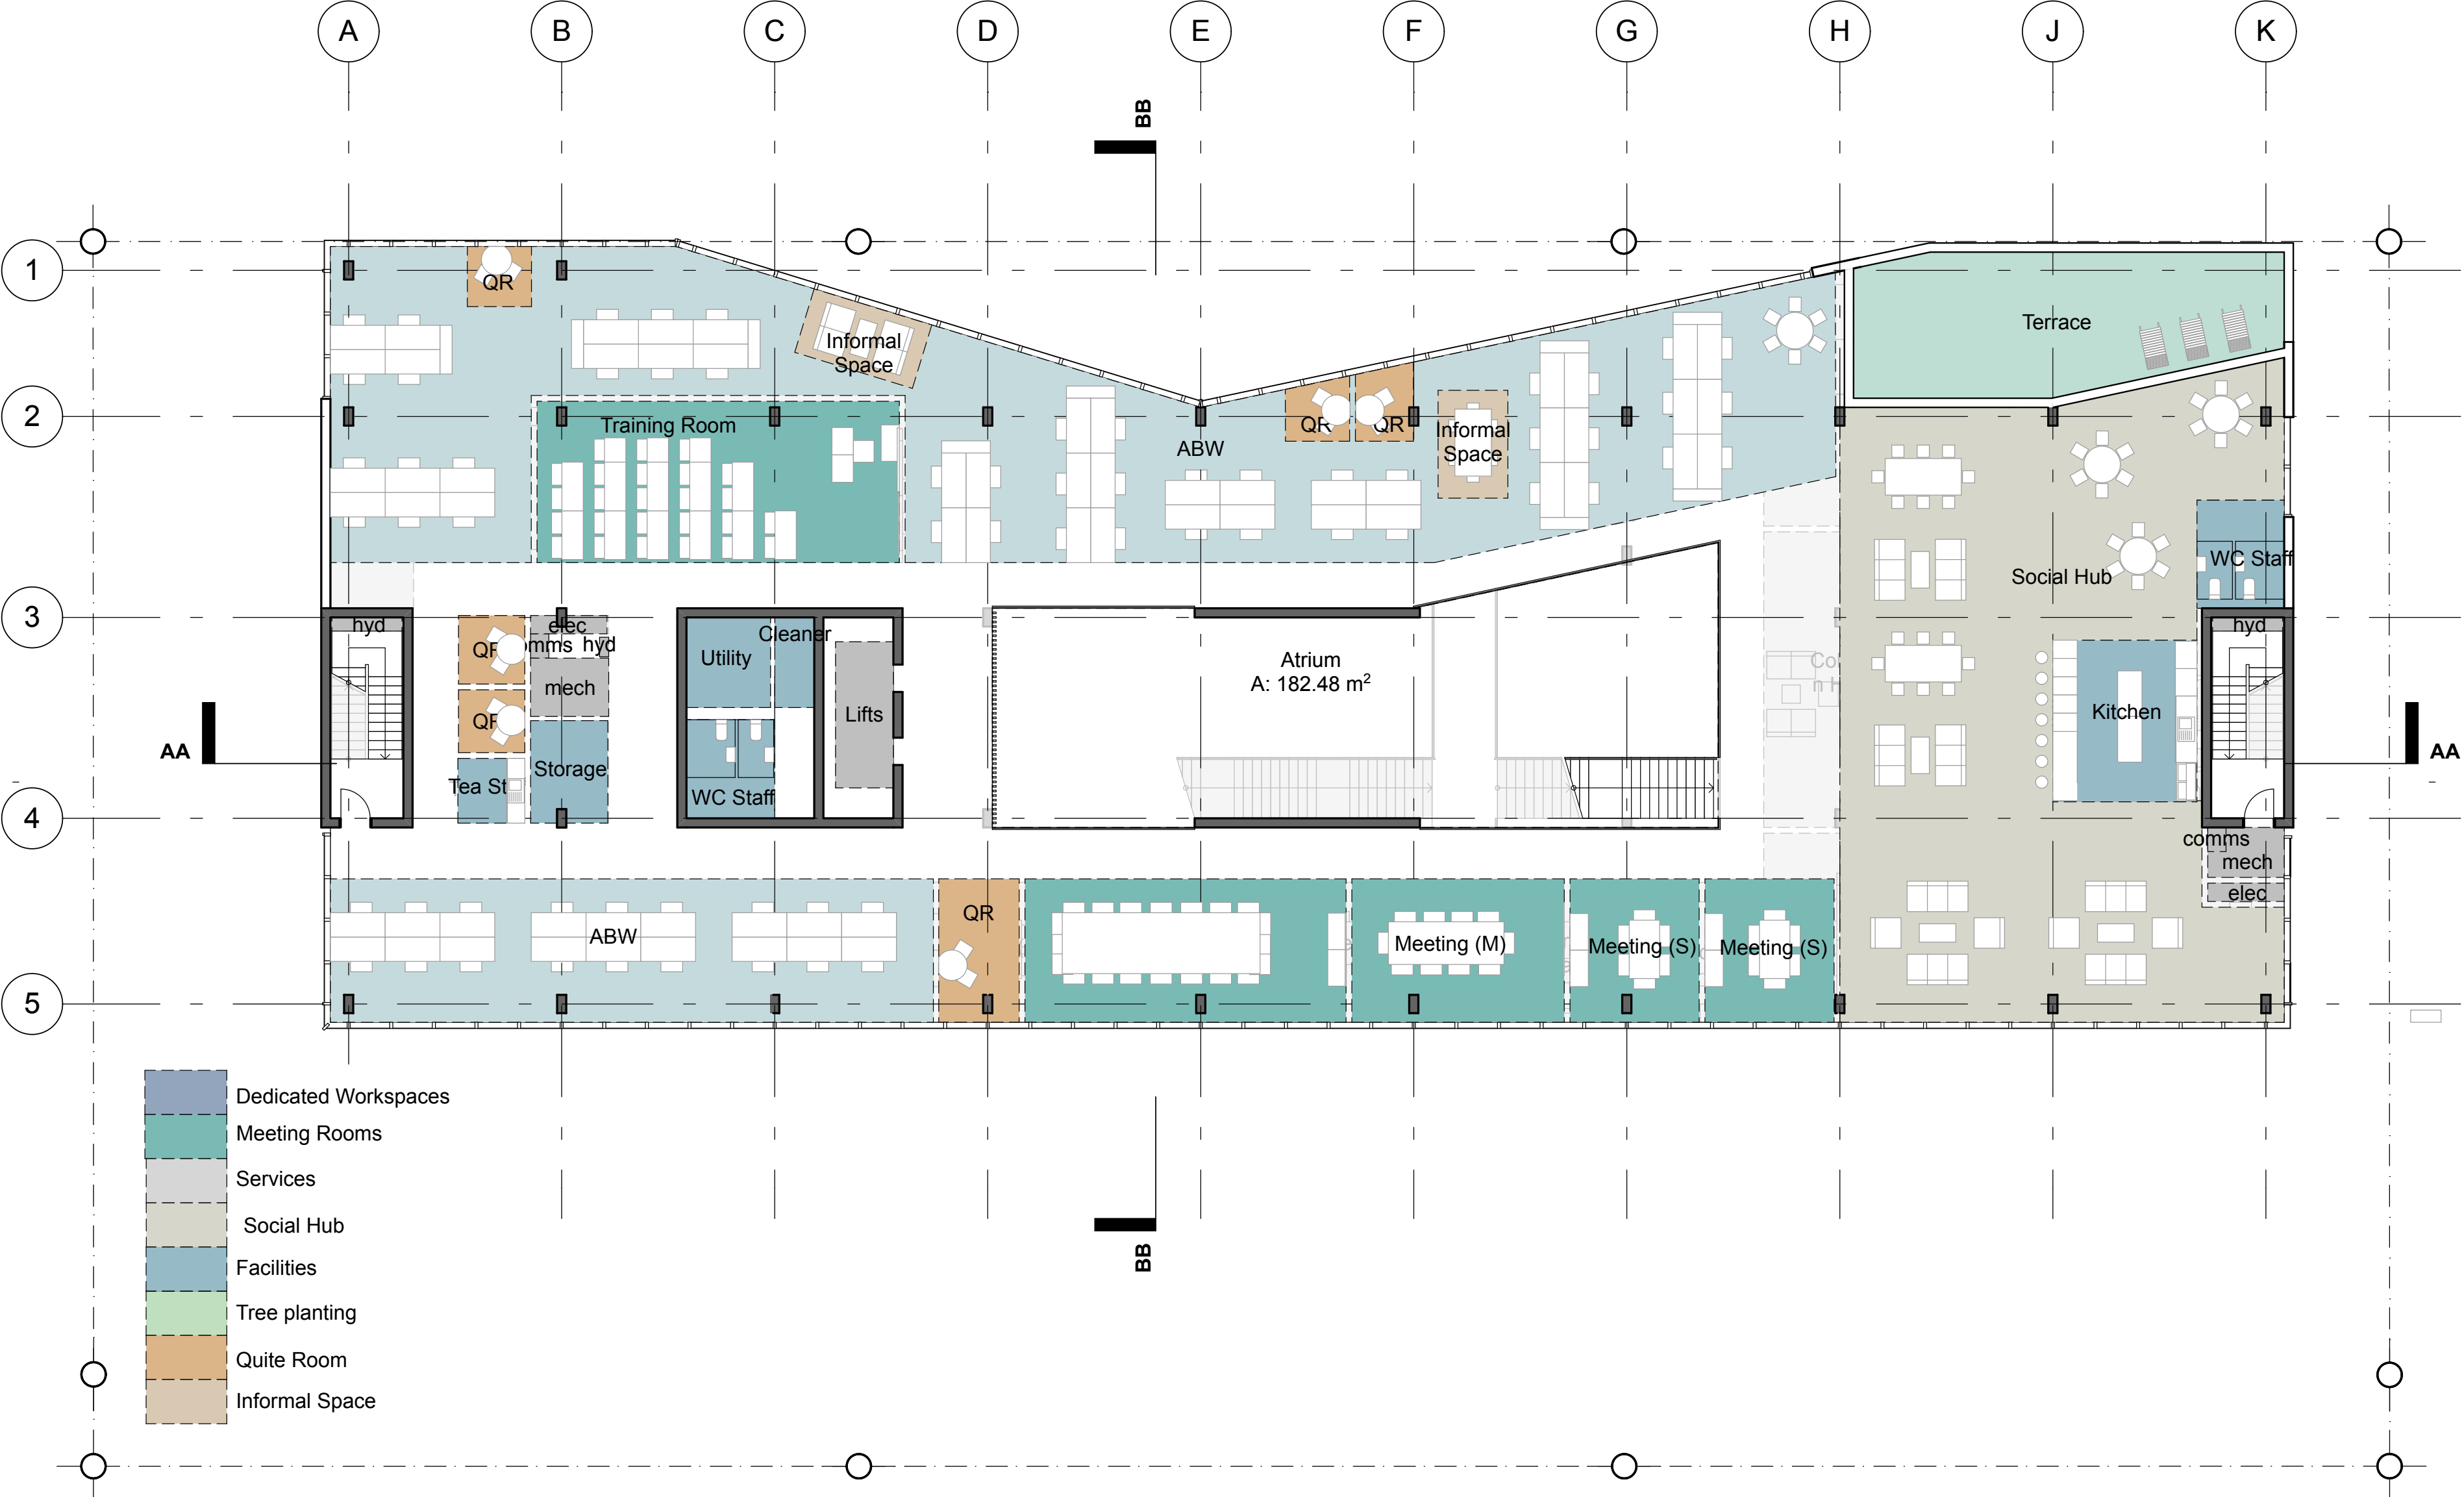 A B C D E F G H J K
BB
1
QR
Terrace
Informal
Space
2
Training Room
QR QR
Informal
Space
ABW
WC Staff
Social Hub
3
hyd
elec
Cleaner
hyd
hyd
QR
Utility
Atrium
A: 182.48 m²
mech
Lifts
Kitchen
QR
AA
AA
Storage
Tea St
WC Staff
4
comms
mech
elec
QR
ABW
Meeting (M)
Meeting (S)
Meeting (S)
5
Dedicated Workspaces
Meeting Rooms
Services
Social Hub
Facilities
Tree planting
Quite Room
Informal Space
BB